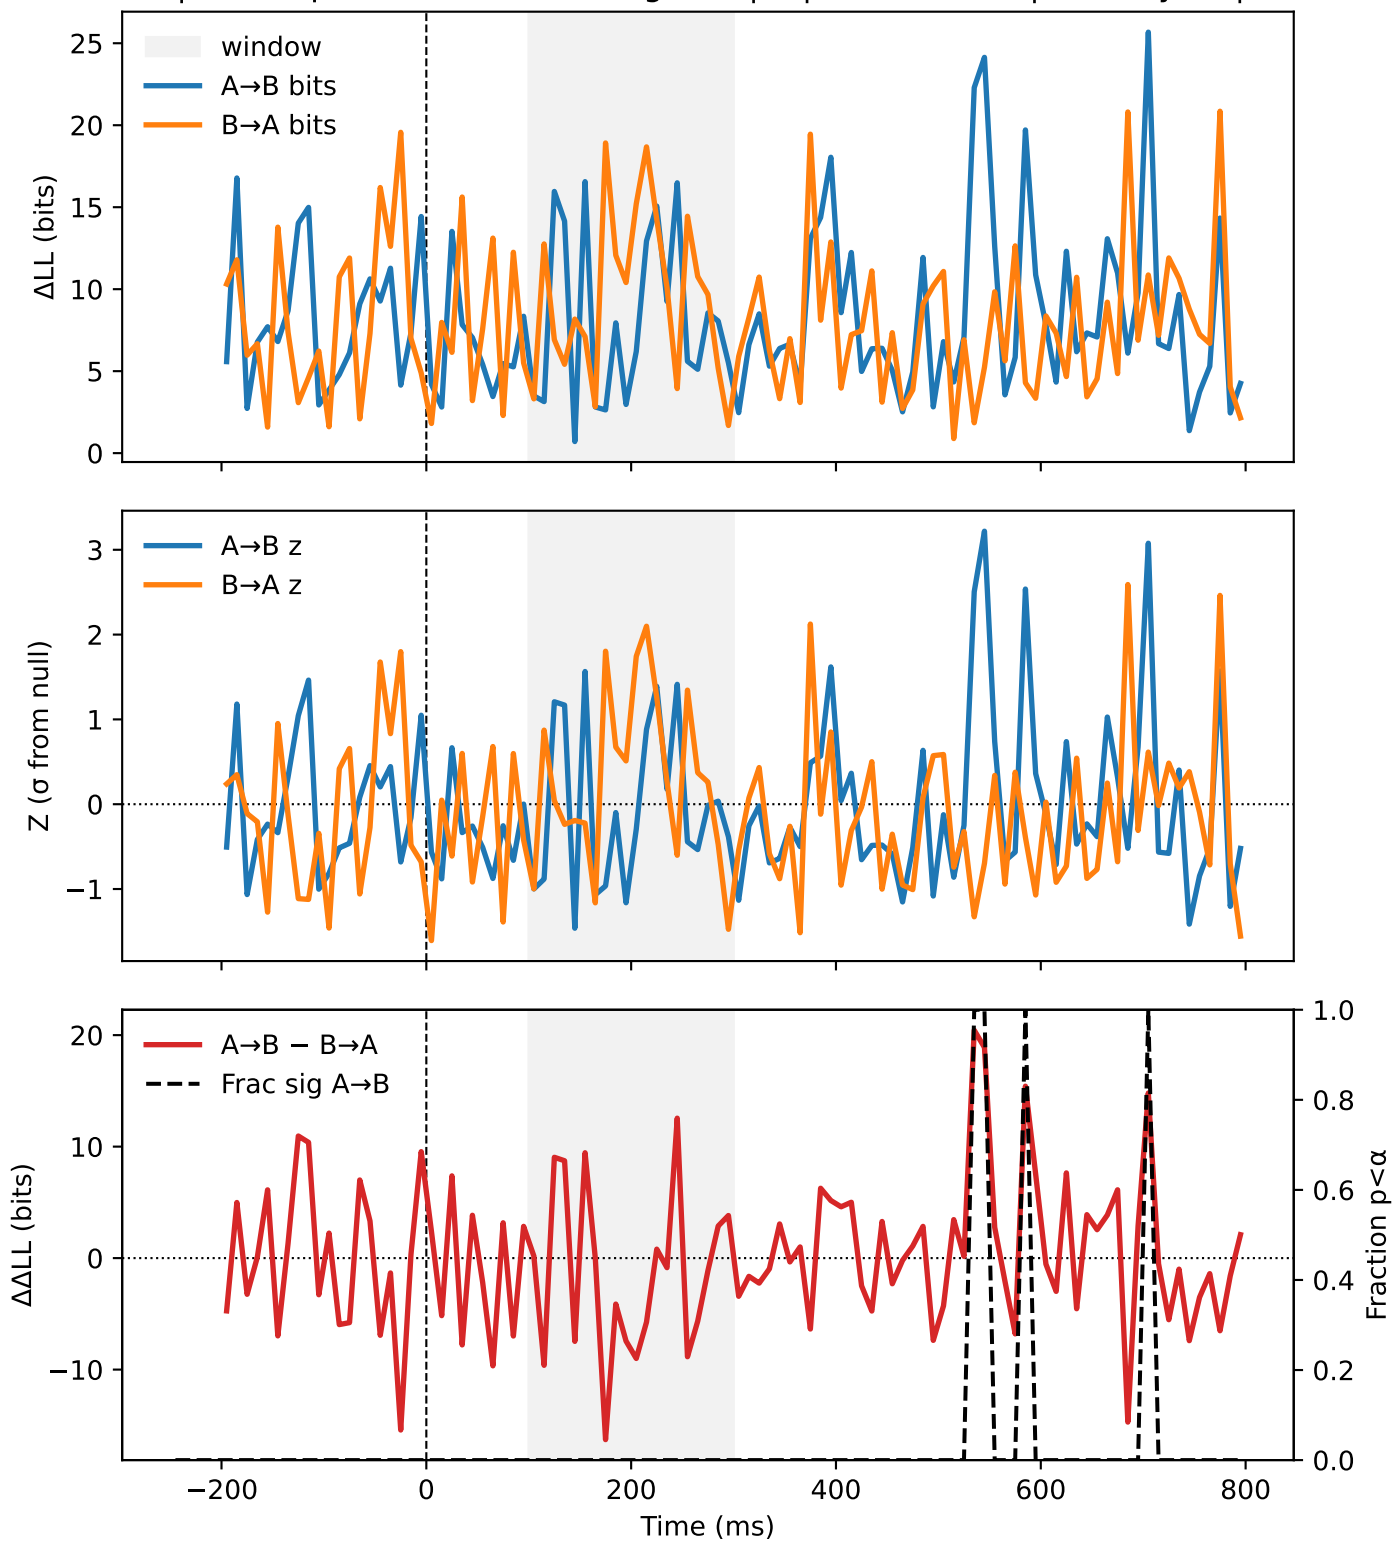 25
20
15
10
5
0
ΔLL (bits)
window
A→B bits
B→A bits
3
2
1
0
−1
Z (σ from null)
A→B z
B→A z
20
10
0
−10
ΔΔLL (bits)
A→B − B→A
Frac sig A→B
1.0
0.8
0.6
0.4
0.2
0.0
Fraction p<α
−200 0 200 400 600 800
Time (ms)